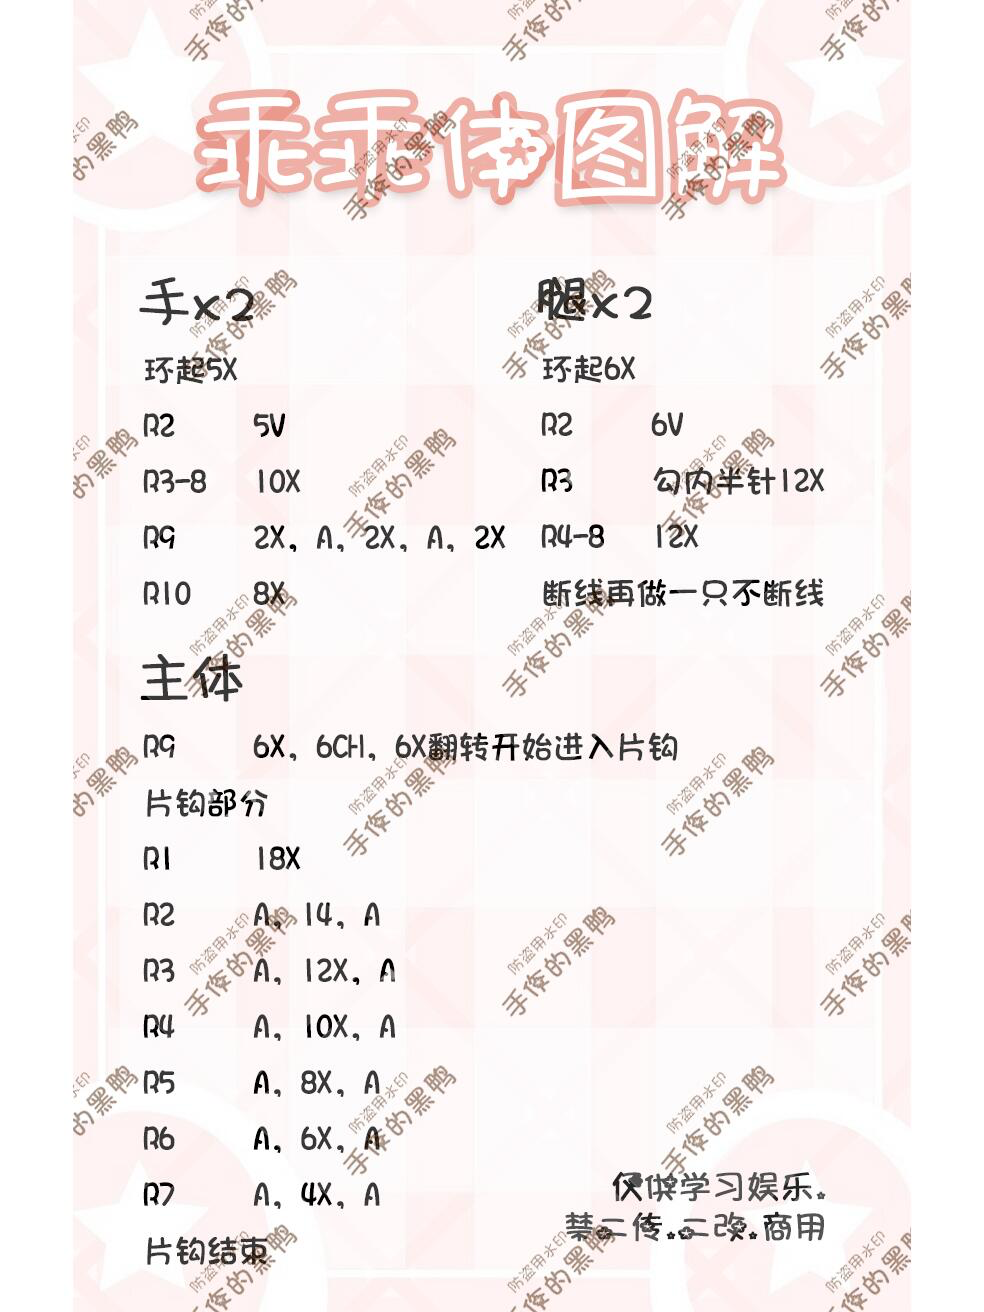 乖乖体图解
手x2
环起5X
R2 5V
R3-8 10X
R9 2X, A, 2X, A, 2X
R10 8X
腿x2
环起6X
R2 6V
R3 勾内半针12X
R4-8 12X
断线再做一只不断线
主体
R9 6X, 6CH, 6X翻转开始进入片钩
片钩部分
R1 18X
R2 A, 14, A
R3 A, 12X, A
R4 A, 10X, A
R5 A, 8X, A
R6 A, 6X, A
R7 A, 4X, A
片钩结束
仅供学习娱乐。
禁二传。二改。商用
防盗用水印
手俊的黑鸭